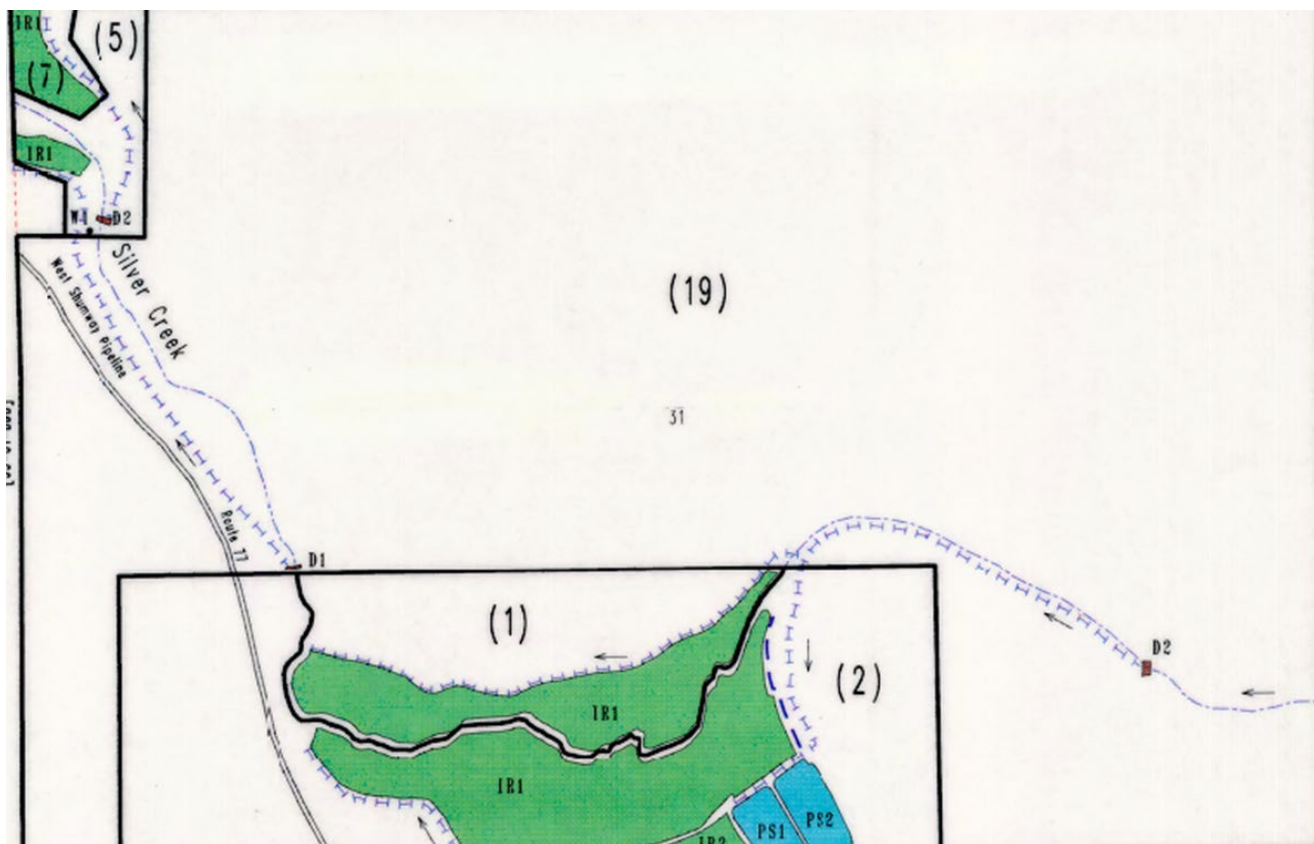 IR1
(5)
(7)
IR1
W1
D2
Silver Creek
West Shumway Pipeline
(19)
31
Route 77
D1
(1)
D2
(2)
IR1
IR1
PS2
PS1
IR2